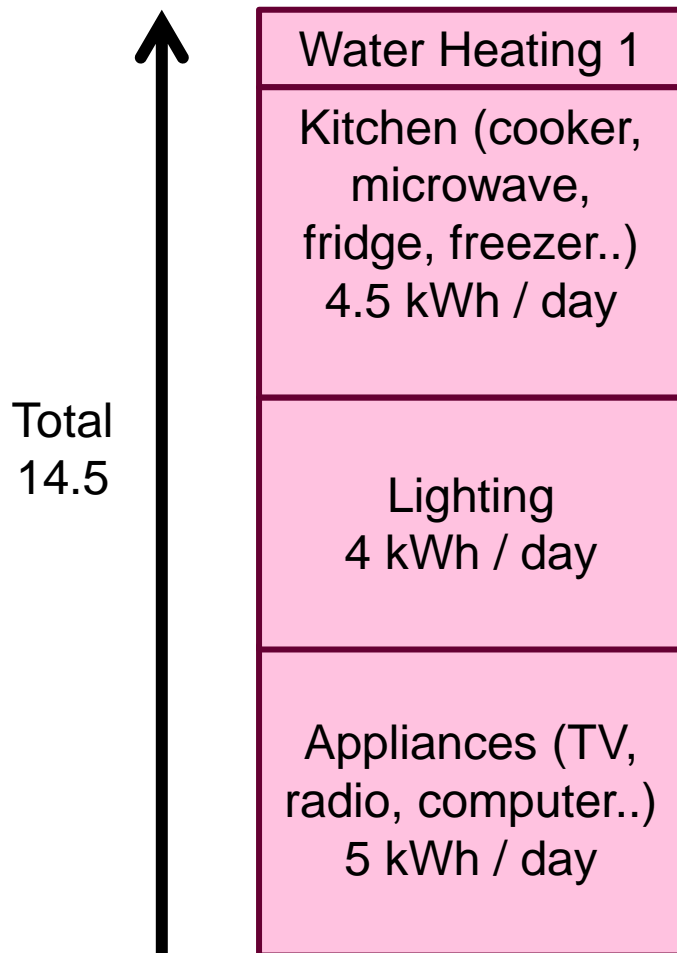 Water Heating 1
Kitchen (cooker,
microwave,
fridge, freezer..)
4.5 kWh / day
Total
14.5
Lighting
4 kWh / day
Appliances (TV,
radio, computer..)
5 kWh / day